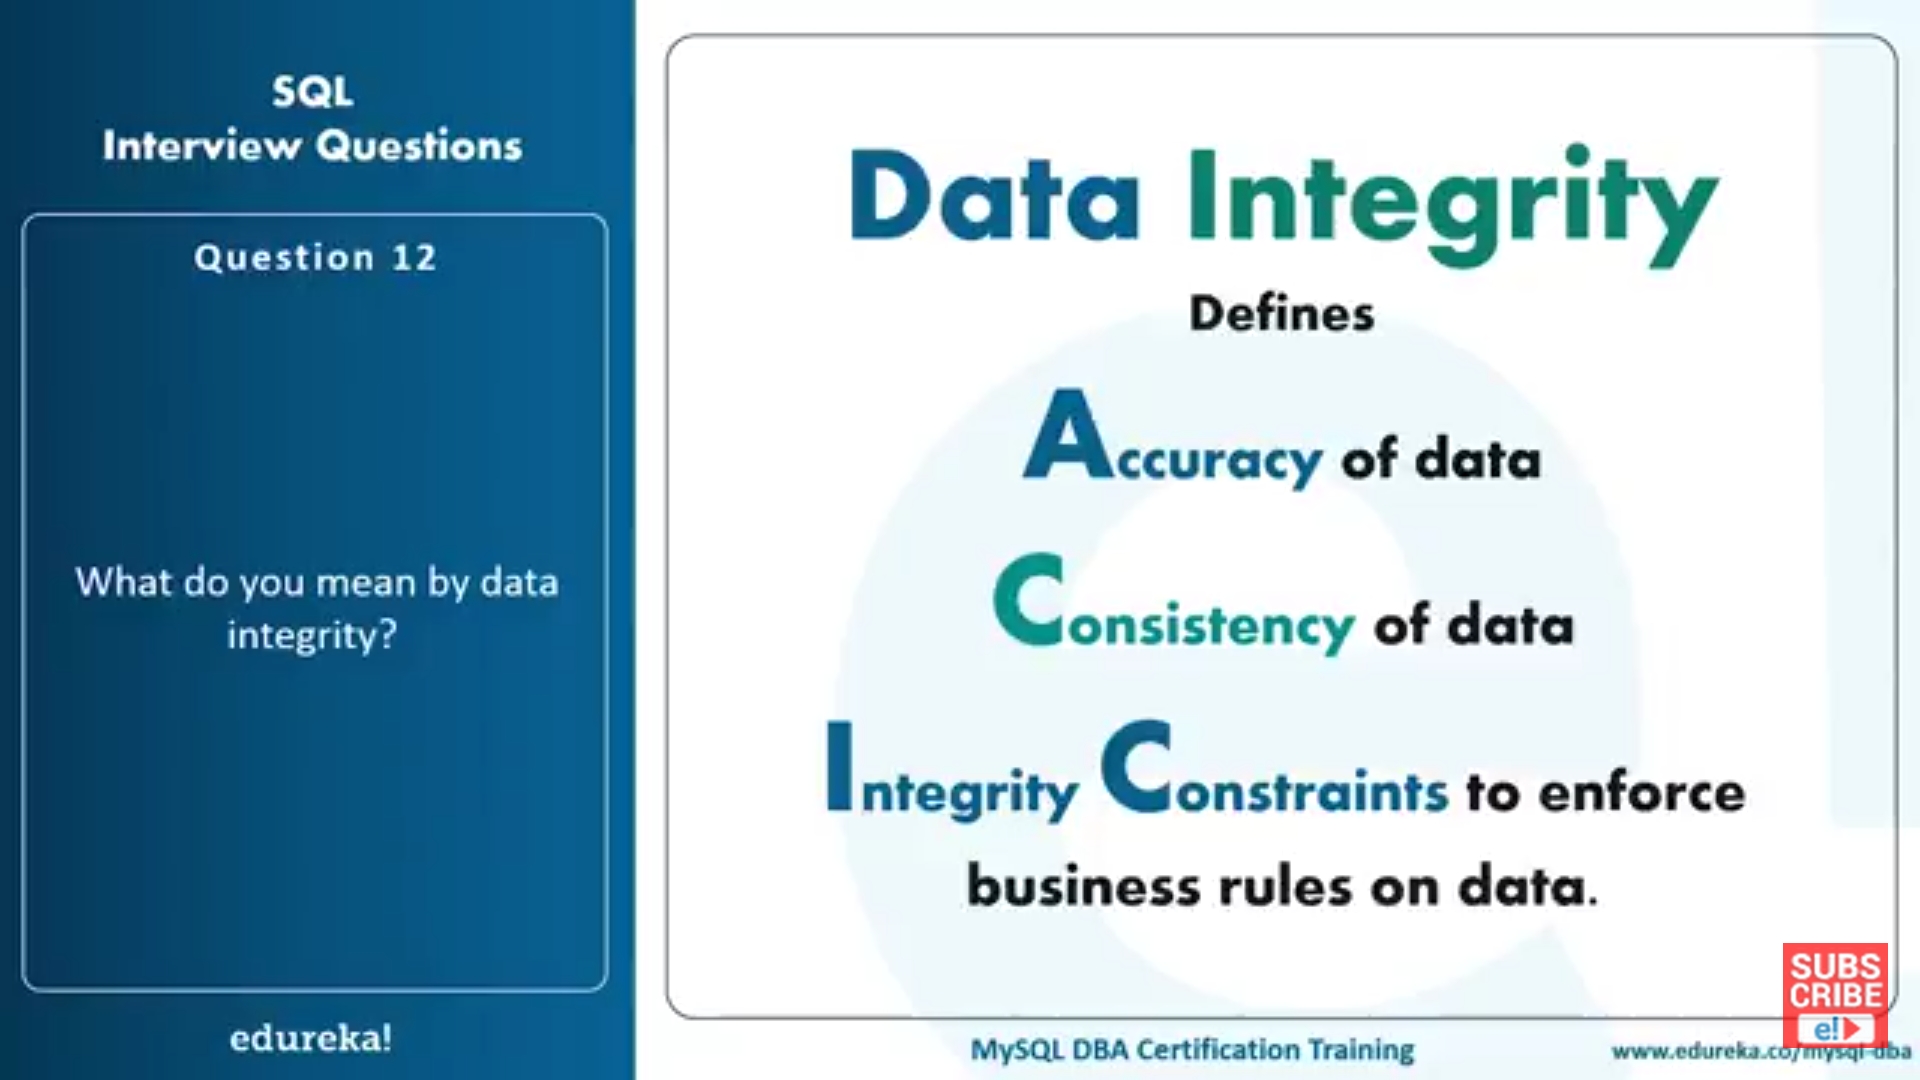 SQL
Interview Questions
Question 12
What do you mean by data
integrity?
edureka!
Data Integrity
Defines
Accuracy of data
Consistency of data
Integrity Constraints to enforce
business rules on data.
SUBS
CRIBE
e!
MySQL DBA Certification Training
www.edureka.co/mysql-dba